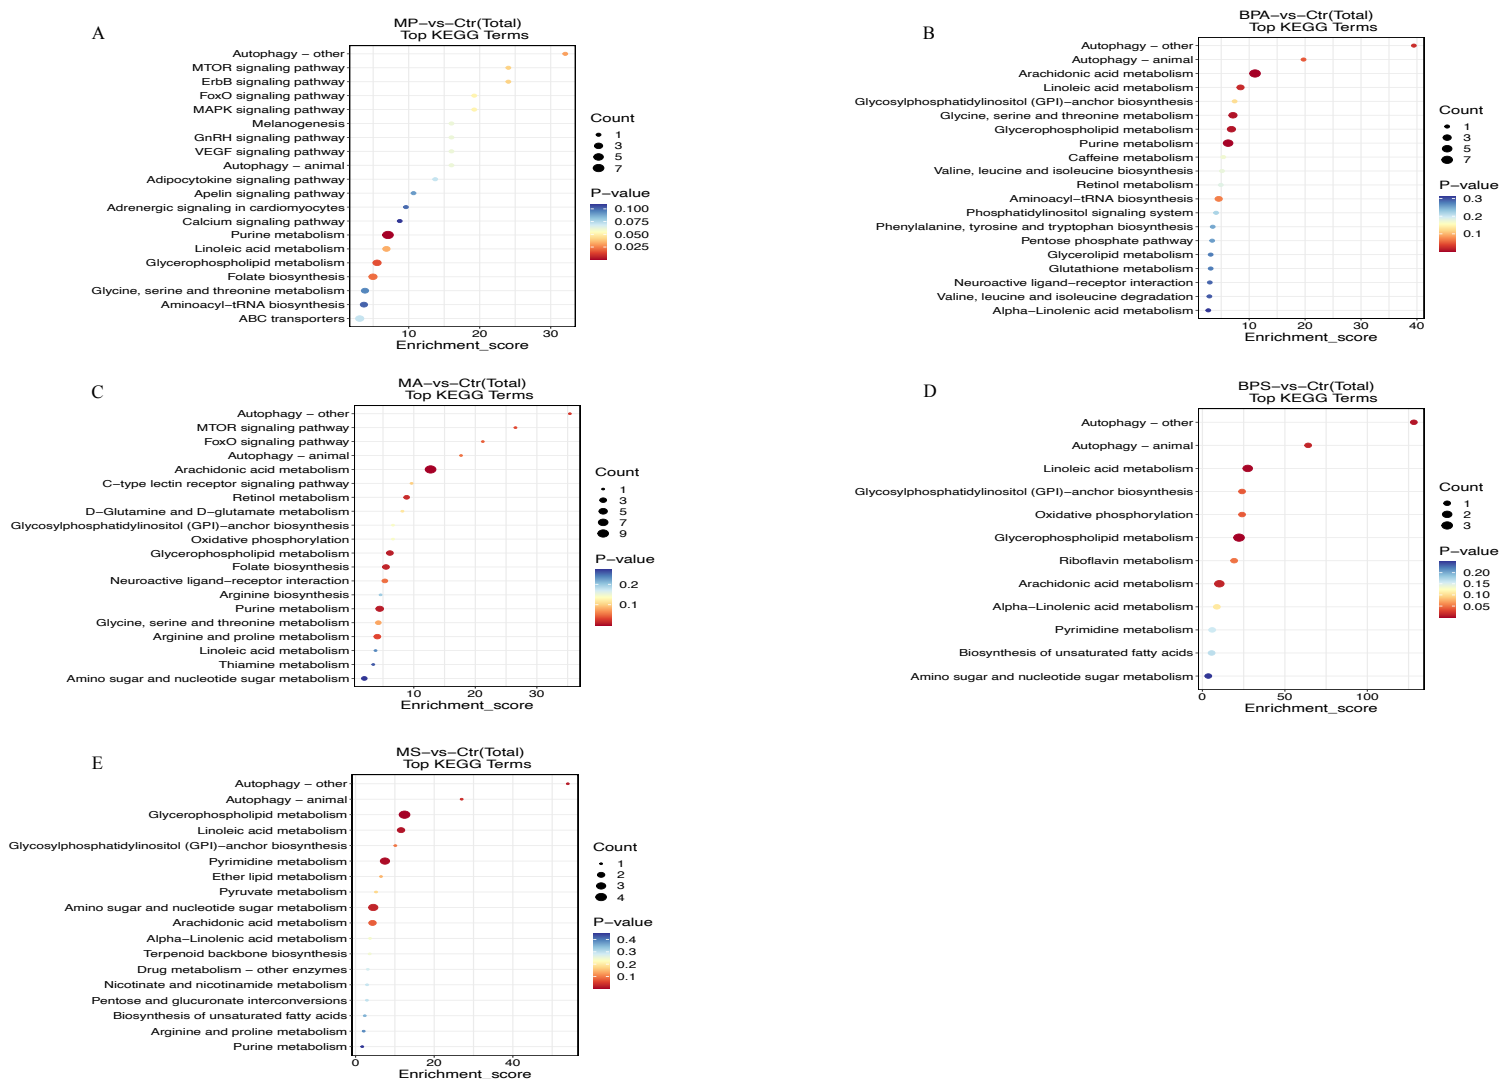 A
MP−vs−Ctr(Total)
Top KEGG Terms
Autophagy − other
MTOR signaling pathway
ErbB signaling pathway
FoxO signaling pathway
MAPK signaling pathway
Melanogenesis
GnRH signaling pathway
VEGF signaling pathway
Autophagy − animal
Adipocytokine signaling pathway
Apelin signaling pathway
Adrenergic signaling in cardiomyocytes
Calcium signaling pathway
Purine metabolism
Linoleic acid metabolism
Glycerophospholipid metabolism
Folate biosynthesis
Glycine, serine and threonine metabolism
Aminoacyl−tRNA biosynthesis
ABC transporters
10 20 30
Enrichment_score
Count
1
3
5
7
P−value
0.100
0.075
0.050
0.025
B
BPA−vs−Ctr(Total)
Top KEGG Terms
Autophagy − other
Autophagy − animal
Arachidonic acid metabolism
Linoleic acid metabolism
Glycosylphosphatidylinositol (GPI)−anchor biosynthesis
Glycine, serine and threonine metabolism
Glycerophospholipid metabolism
Purine metabolism
Caffeine metabolism
Valine, leucine and isoleucine biosynthesis
Retinol metabolism
Aminoacyl−tRNA biosynthesis
Phosphatidylinositol signaling system
Phenylalanine, tyrosine and tryptophan biosynthesis
Pentose phosphate pathway
Glycerolipid metabolism
Glutathione metabolism
Neuroactive ligand−receptor interaction
Valine, leucine and isoleucine degradation
Alpha−Linolenic acid metabolism
10 20 30 40
Enrichment_score
Count
1
3
5
7
P−value
0.3
0.2
0.1
C
MA−vs−Ctr(Total)
Top KEGG Terms
Autophagy − other
MTOR signaling pathway
FoxO signaling pathway
Autophagy − animal
Arachidonic acid metabolism
C−type lectin receptor signaling pathway
Retinol metabolism
D−Glutamine and D−glutamate metabolism
Glycosylphosphatidylinositol (GPI)−anchor biosynthesis
Oxidative phosphorylation
Glycerophospholipid metabolism
Folate biosynthesis
Neuroactive ligand−receptor interaction
Arginine biosynthesis
Purine metabolism
Glycine, serine and threonine metabolism
Arginine and proline metabolism
Linoleic acid metabolism
Thiamine metabolism
Amino sugar and nucleotide sugar metabolism
10 20 30
Enrichment_score
Count
1
3
5
7
9
P−value
0.2
0.1
D
BPS−vs−Ctr(Total)
Top KEGG Terms
Autophagy − other
Autophagy − animal
Linoleic acid metabolism
Glycosylphosphatidylinositol (GPI)−anchor biosynthesis
Oxidative phosphorylation
Glycerophospholipid metabolism
Riboflavin metabolism
Arachidonic acid metabolism
Alpha−Linolenic acid metabolism
Pyrimidine metabolism
Biosynthesis of unsaturated fatty acids
Amino sugar and nucleotide sugar metabolism
0 50 100
Enrichment_score
Count
1
2
3
P−value
0.20
0.15
0.10
0.05
E
MS−vs−Ctr(Total)
Top KEGG Terms
Autophagy − other
Autophagy − animal
Glycerophospholipid metabolism
Linoleic acid metabolism
Glycosylphosphatidylinositol (GPI)−anchor biosynthesis
Pyrimidine metabolism
Ether lipid metabolism
Pyruvate metabolism
Amino sugar and nucleotide sugar metabolism
Arachidonic acid metabolism
Alpha−Linolenic acid metabolism
Terpenoid backbone biosynthesis
Drug metabolism − other enzymes
Nicotinate and nicotinamide metabolism
Pentose and glucuronate interconversions
Biosynthesis of unsaturated fatty acids
Arginine and proline metabolism
Purine metabolism
0 20 40
Enrichment_score
Count
1
2
3
4
P−value
0.4
0.3
0.2
0.1